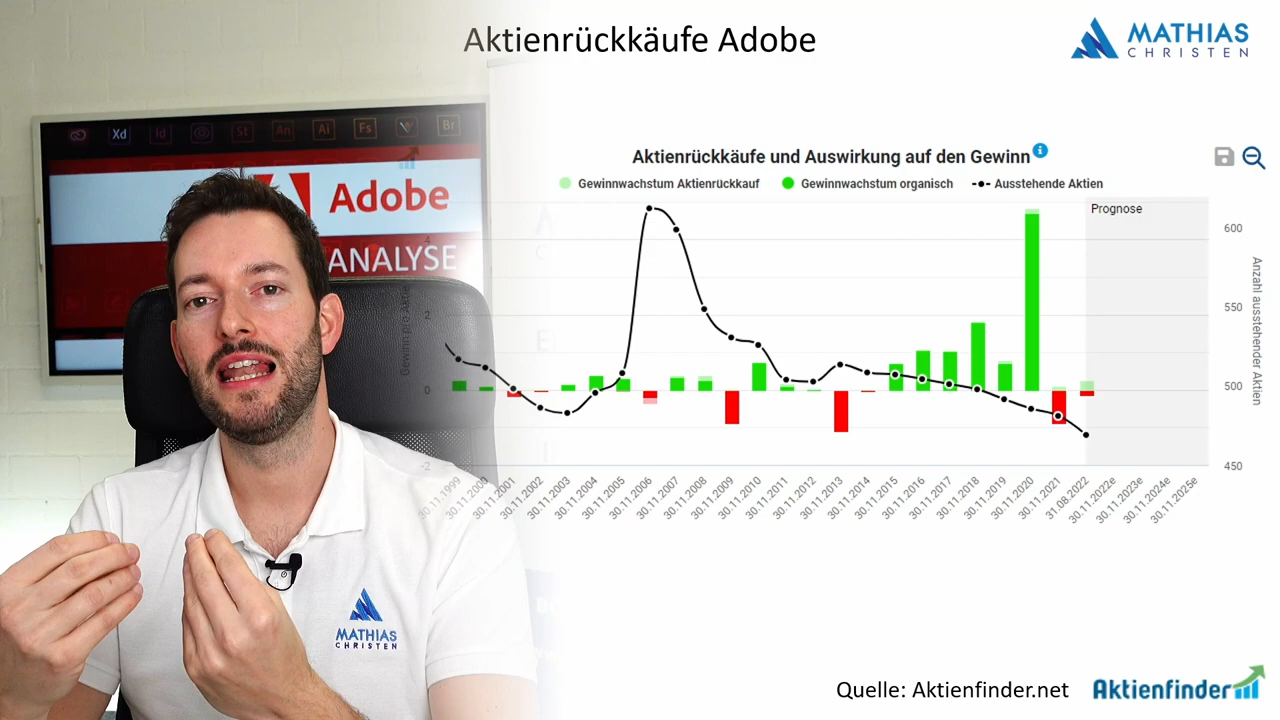 Aktienrückkäufe Adobe
MATHIAS
CHRISTEN
Xd
Id
St
An
Ai
Fs
Br
Adobe
ANALYSE
Aktienrückkäufe und Auswirkung auf den Gewinn
Gewinnwachstum Aktienrückkauf
Gewinnwachstum organisch
Ausstehende Aktien
Prognose
Gewinn pro Aktie
4
2
0
-2
600
550
500
450
Anzahl ausstehender Aktien
30.11.1999
30.11.2000
30.11.2001
30.11.2002
30.11.2003
30.11.2004
30.11.2005
30.11.2006
30.11.2007
30.11.2008
30.11.2009
30.11.2010
30.11.2011
30.11.2012
30.11.2013
30.11.2014
30.11.2015
30.11.2016
30.11.2017
30.11.2018
30.11.2019
30.11.2020
30.11.2021
31.08.2022
30.11.2022e
30.11.2023e
30.11.2024e
30.11.2025e
MATHIAS
CHRISTEN
Quelle: Aktienfinder.net
Aktienfinder